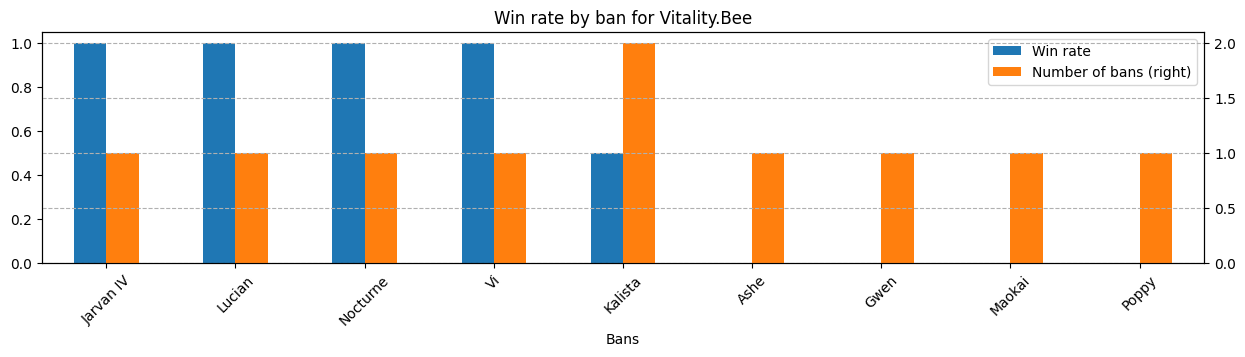 Win rate by ban for Vitality.Bee
Win rate
Number of bans (right)
1.0
0.8
0.6
0.4
0.2
0.0
2.0
1.5
1.0
0.5
0.0
Jarvan IV
Lucian
Nocturne
Vi
Kalista
Ashe
Gwen
Maokai
Poppy
Bans